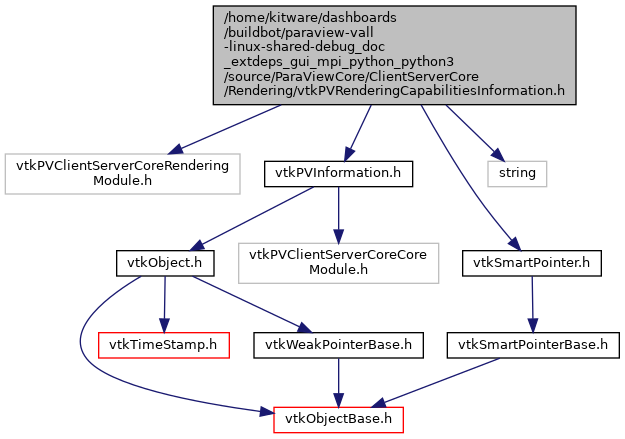 /home/kitware/dashboards
/buildbot/paraview-vall
-linux-shared-debug_doc
_extdeps_gui_mpi_python_python3
/source/ParaViewCore/ClientServerCore
/Rendering/vtkPVRenderingCapabilitiesInformation.h
vtkPVClientServerCoreRendering
Module.h
vtkPVInformation.h
string
vtkObject.h
vtkPVClientServerCoreCore
Module.h
vtkSmartPointer.h
vtkTimeStamp.h
vtkWeakPointerBase.h
vtkSmartPointerBase.h
vtkObjectBase.h